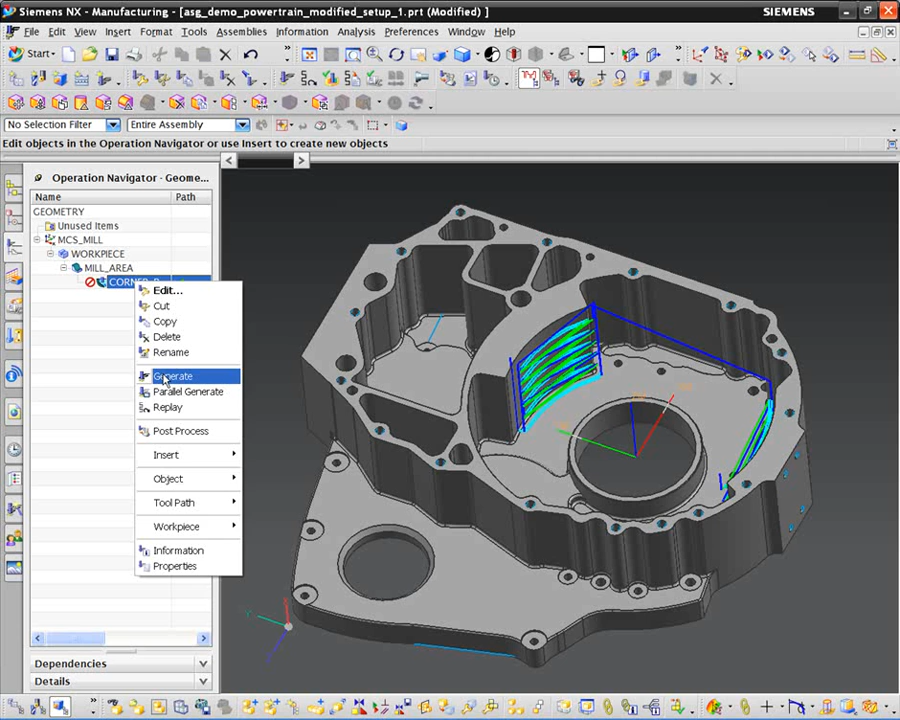 Siemens NX - Manufacturing - [asg_demo_powertrain_modified_setup_1.prt (Modified) ]
SIEMENS
File Edit View Insert Format Tools Assemblies Information Analysis Preferences Window Help
Start
No Selection Filter Entire Assembly
Edit objects in the Operation Navigator or use Insert to create new objects
Operation Navigator - Geome...
Name Path
GEOMETRY
Unused Items
MCS_MILL
WORKPIECE
MILL_AREA
Edit...
Cut
Copy
Delete
Rename
Generate
Parallel Generate
Replay
Post Process
Insert
Object
Tool Path
Workpiece
Information
Properties
Dependencies
Details